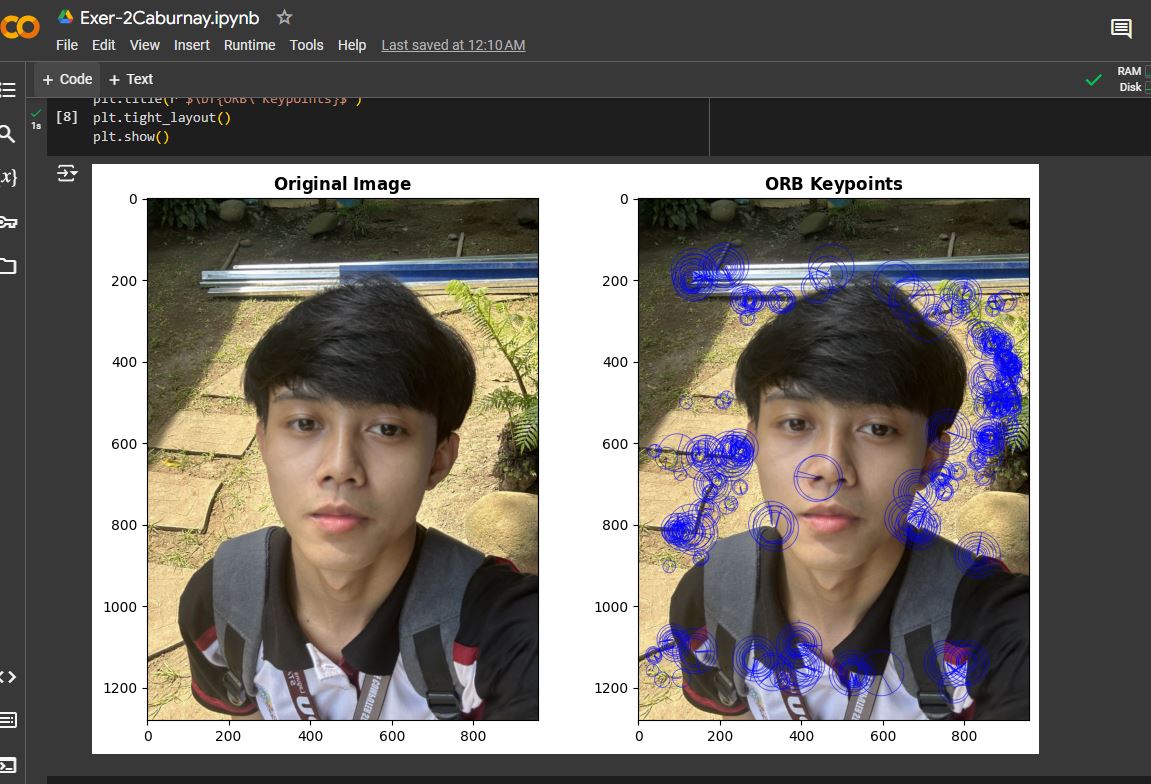 Exer-2Caburnay.ipynb
File Edit View Insert Runtime Tools Help Last saved at 12:10 AM
+ Code + Text
RAM
Disk
plt.title(r"$\bf{ORB\ Keypoints}$")
1s
[8] plt.tight_layout()
plt.show()
{x}
Original Image
ORB Keypoints
0
200
400
600
800
1000
1200
0 200 400 600 800
0
200
400
600
800
1000
1200
0 200 400 600 800